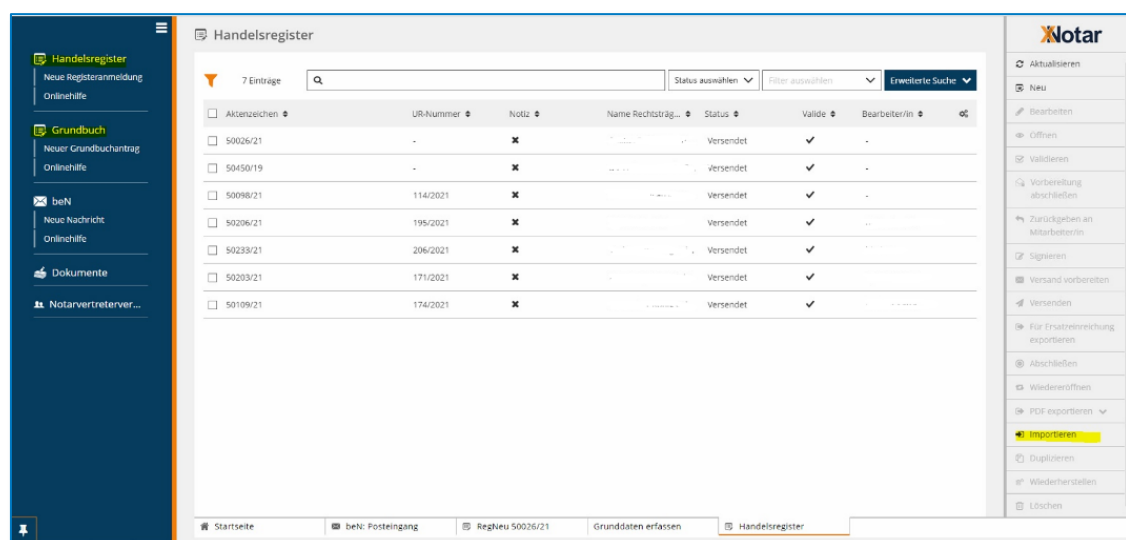 Handelsregister
Neue Registeranmeldung
Onlinehilfe
Grundbuch
Neuer Grundbuchantrag
Onlinehilfe
beN
Neue Nachricht
Onlinehilfe
Dokumente
Notarvertreterver...
Handelsregister
7 Einträge
Status auswählen
Filter auswählen
Erweiterte Suche
Aktenzeichen UR-Nummer Notiz Name Rechtsträg... Status Valide Bearbeiter/in
50026/21 - Versendet -
50450/19 - Versendet -
50098/21 114/2021 Versendet -
50206/21 195/2021 Versendet
50233/21 206/2021 Versendet
50203/21 171/2021 Versendet
50109/21 174/2021 Versendet
XNotar
Aktualisieren
Neu
Bearbeiten
Öffnen
Validieren
Vorbereitung
abschließen
Zurückgeben an
Mitarbeiter/in
Signieren
Versand vorbereiten
Versenden
Für Ersatzeinreichung
exportieren
Abschließen
Wiedereröffnen
PDF exportieren
Importieren
Duplizieren
Wiederherstellen
Löschen
Startseite
beN: Posteingang
RegNeu 50026/21
Grunddaten erfassen
Handelsregister